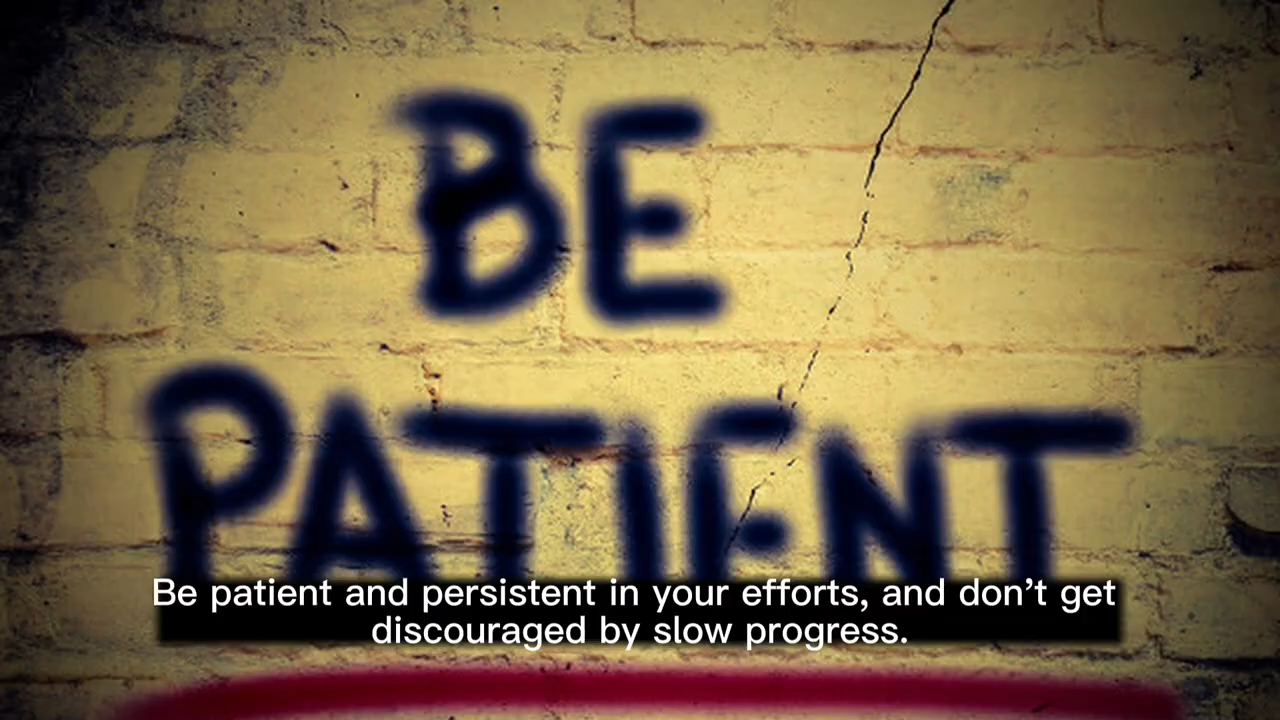 BE
PATIENT
Be patient and persistent in your efforts, and don’t get
discouraged by slow progress.